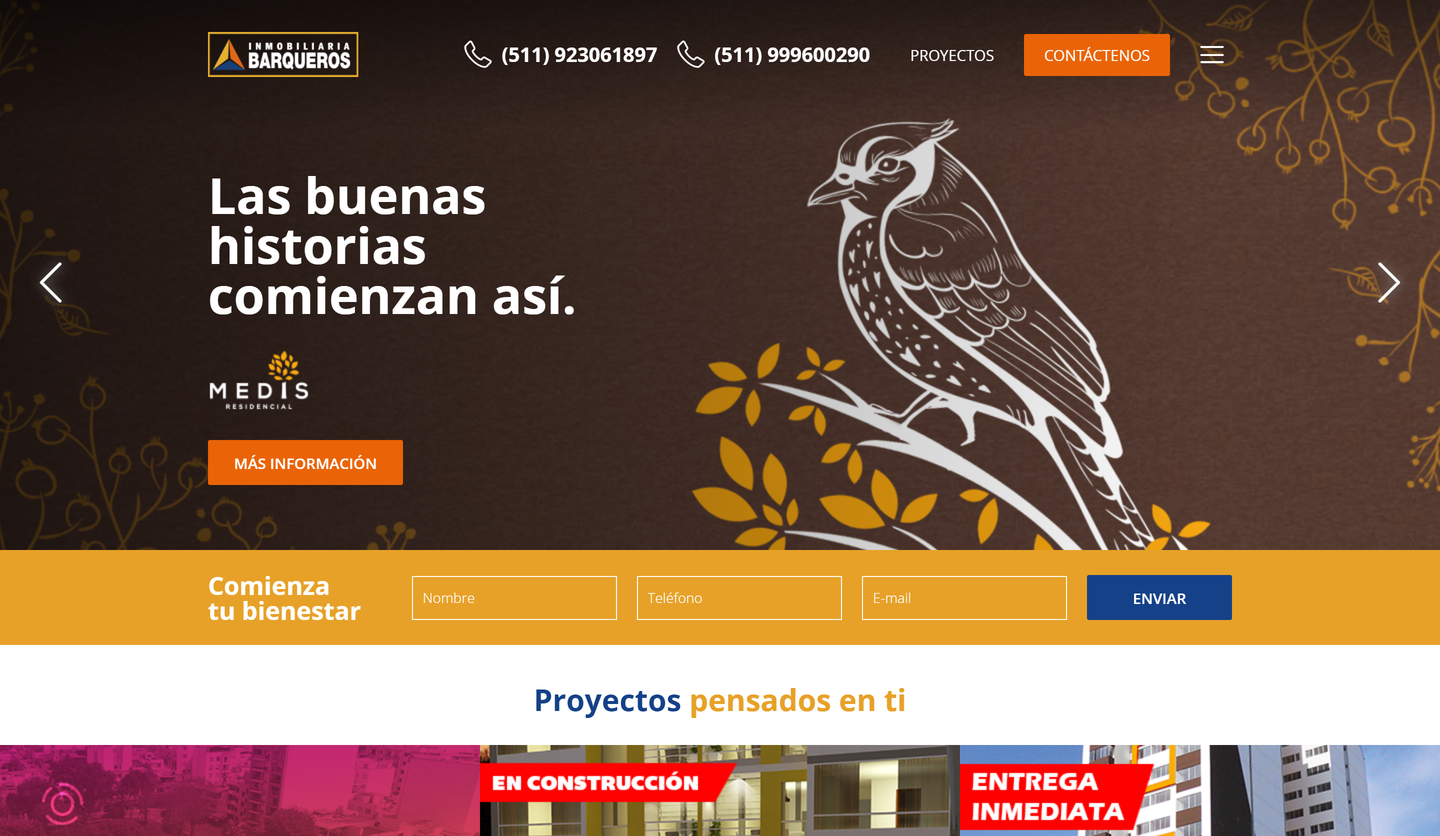 INMOBILIARIA
BARQUEROS
(511) 923061897
(511) 999600290
PROYECTOS
CONTÁCTENOS
Las buenas
historias
comienzan así.
MEDIS
RESIDENCIAL
MÁS INFORMACIÓN
Comienza
tu bienestar
Nombre
Teléfono
E-mail
ENVIAR
Proyectos pensados en ti
EN CONSTRUCCIÓN
ENTREGA
INMEDIATA